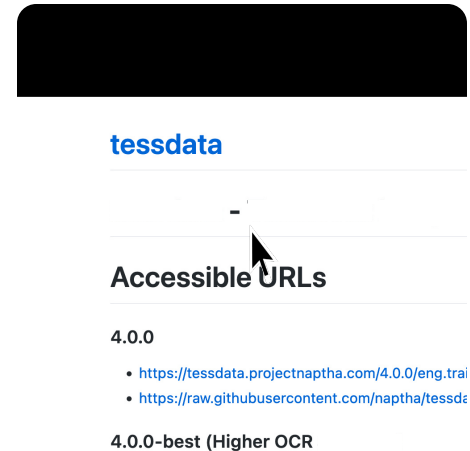 tessdata
-
Accessible URLs
4.0.0
• https://tessdata.projectnaptha.com/4.0.0/eng.trai
• https://raw.githubusercontent.com/naptha/tessda
4.0.0-best (Higher OCR